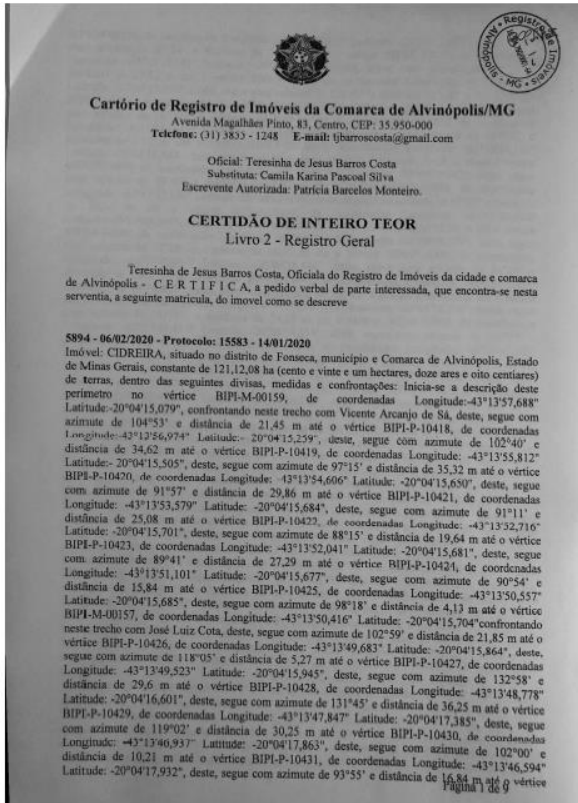 Registro de Imóveis
Alvinópolis - MG
Cartório de Registro de Imóveis da Comarca de Alvinópolis/MG
Avenida Magalhães Pinto, 83, Centro, CEP: 35.950-000
Telefone: (31) 3855 - 1248 E-mail: tjbarroscosta@gmail.com
Oficial: Teresinha de Jesus Barros Costa
Substituta: Camila Karina Pascoal Silva
Escrevente Autorizada: Patrícia Barcelos Monteiro.
CERTIDÃO DE INTEIRO TEOR
Livro 2 - Registro Geral
Teresinha de Jesus Barros Costa, Oficiala do Registro de Imóveis da cidade e comarca
de Alvinópolis - C E R T I F I C A, a pedido verbal de parte interessada, que encontra-se nesta
serventia, a seguinte matricula, do imovel como se descreve
5894 - 06/02/2020 - Protocolo: 15583 - 14/01/2020
Imóvel: CIDREIRA, situado no distrito de Fonseca, município e Comarca de Alvinópolis, Estado
de Minas Gerais, constante de 121,12,08 ha (cento e vinte e um hectares, doze ares e oito centiares)
de terras, dentro das seguintes divisas, medidas e confrontações: Inicia-se a descrição deste
perímetro no vértice BIPI-M-00159, de coordenadas Longitude:-43°13'57,688"
Latitude:-20°04'15,079", confrontando neste trecho com Vicente Arcanjo de Sá, deste, segue com
azimute de 104°53' e distância de 21,45 m até o vértice BIPI-P-10418, de coordenadas
Longitude:-43°13'56,974" Latitude:- 20°04'15,259", deste, segue com azimute de 102°40' e
distância de 34,62 m até o vértice BIPI-P-10419, de coordenadas Longitude: -43°13'55,812"
Latitude:- 20°04'15,505", deste, segue com azimute de 97°15' e distância de 35,32 m até o vértice
BIPI-P-10420, de coordenadas Longitude: -43°13'54,606" Latitude: -20°04'15,650", deste, segue
com azimute de 91°57' e distância de 29,86 m até o vértice BIPI-P-10421, de coordenadas
Longitude: -43°13'53,579" Latitude: -20°04'15,684", deste, segue com azimute de 91°11' e
distância de 25,08 m até o vértice BIPI-P-10422, de coordenadas Longitude: -43°13'52,716"
Latitude: -20°04'15,701", deste, segue com azimute de 88°15' e distância de 19,64 m até o vértice
BIPI-P-10423, de coordenadas Longitude: -43°13'52,041" Latitude: -20°04'15,681", deste, segue
com azimute de 89°41' e distância de 27,29 m até o vértice BIPI-P-10424, de coordenadas
Longitude: -43°13'51,101" Latitude: -20°04'15,677", deste, segue com azimute de 90°54' e
distância de 15,84 m até o vértice BIPI-P-10425, de coordenadas Longitude: -43°13'50,557"
Latitude: -20°04'15,685", deste, segue com azimute de 98°18' e distância de 4,13 m até o vértice
BIPI-M-00157, de coordenadas Longitude: -43°13'50,416" Latitude: -20°04'15,704"confrontando
neste trecho com José Luiz Cota, deste, segue com azimute de 102°59' e distância de 21,85 m até o
vértice BIPI-P-10426, de coordenadas Longitude: -43°13'49,683" Latitude: -20°04'15,864", deste,
segue com azimute de 118°05' e distância de 5,27 m até o vértice BIPI-P-10427, de coordenadas
Longitude: -43°13'49,523" Latitude: -20°04'15,945", deste, segue com azimute de 132°58' e
distância de 29,6 m até o vértice BIPI-P-10428, de coordenadas Longitude: -43°13'48,778"
Latitude: -20°04'16,601", deste, segue com azimute de 131°45' e distância de 36,25 m até o vértice
BIPI-P-10429, de coordenadas Longitude: -43°13'47,847" Latitude: -20°04'17,385", deste, segue
com azimute de 119°02' e distância de 30,25 m até o vértice BIPI-P-10430, de coordenadas
Longitude: -43°13'46,937" Latitude: -20°04'17,863", deste, segue com azimute de 102°00' e
distância de 10,21 m até o vértice BIPI-P-10431, de coordenadas Longitude: -43°13'46,594"
Latitude: -20°04'17,932", deste, segue com azimute de 93°55' e distância de 16,84 m até o vértice
Página 1 de 9